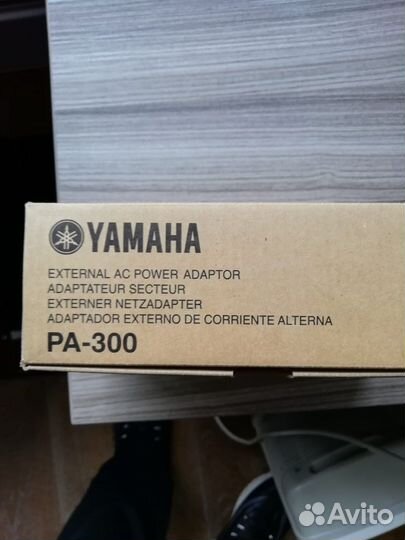 YAMAHA
EXTERNAL AC POWER ADAPTOR
ADAPTATEUR SECTEUR
EXTERNER NETZADAPTER
ADAPTADOR EXTERNO DE CORRIENTE ALTERNA
PA-300
Avito